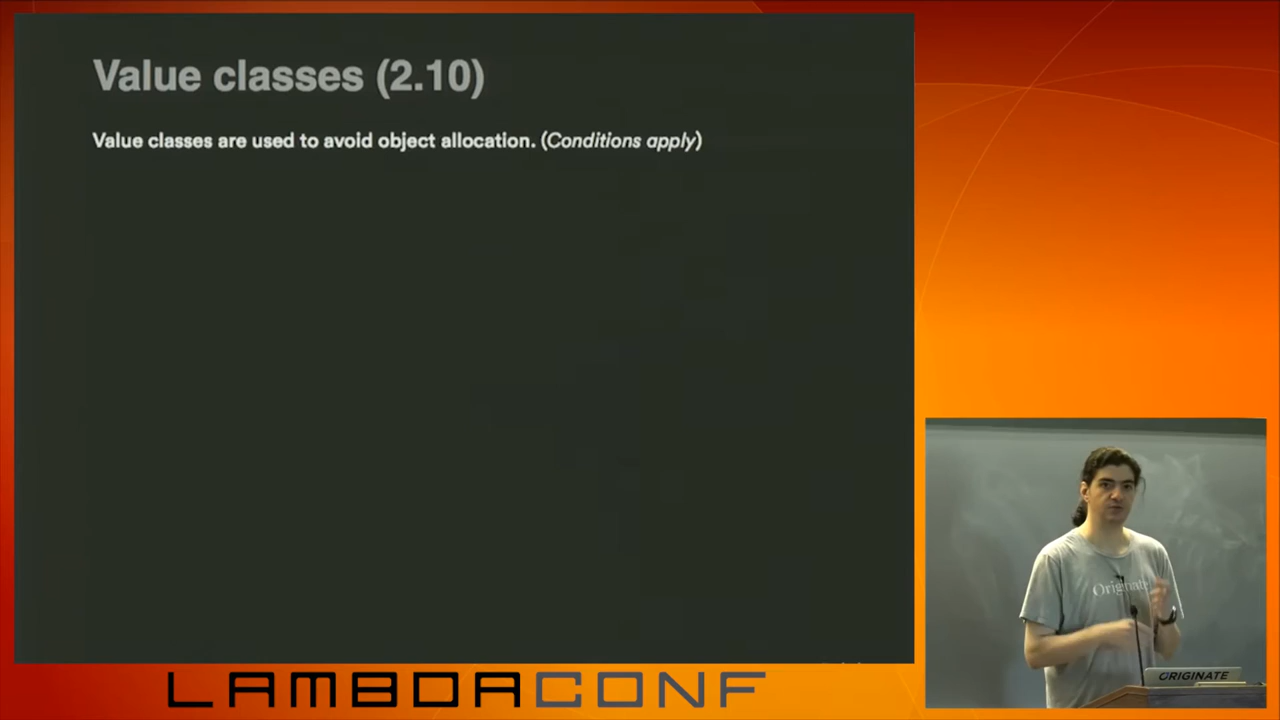 Value classes (2.10)
Value classes are used to avoid object allocation. (Conditions apply)
Originate
ORIGINATE
LAMBDACONF